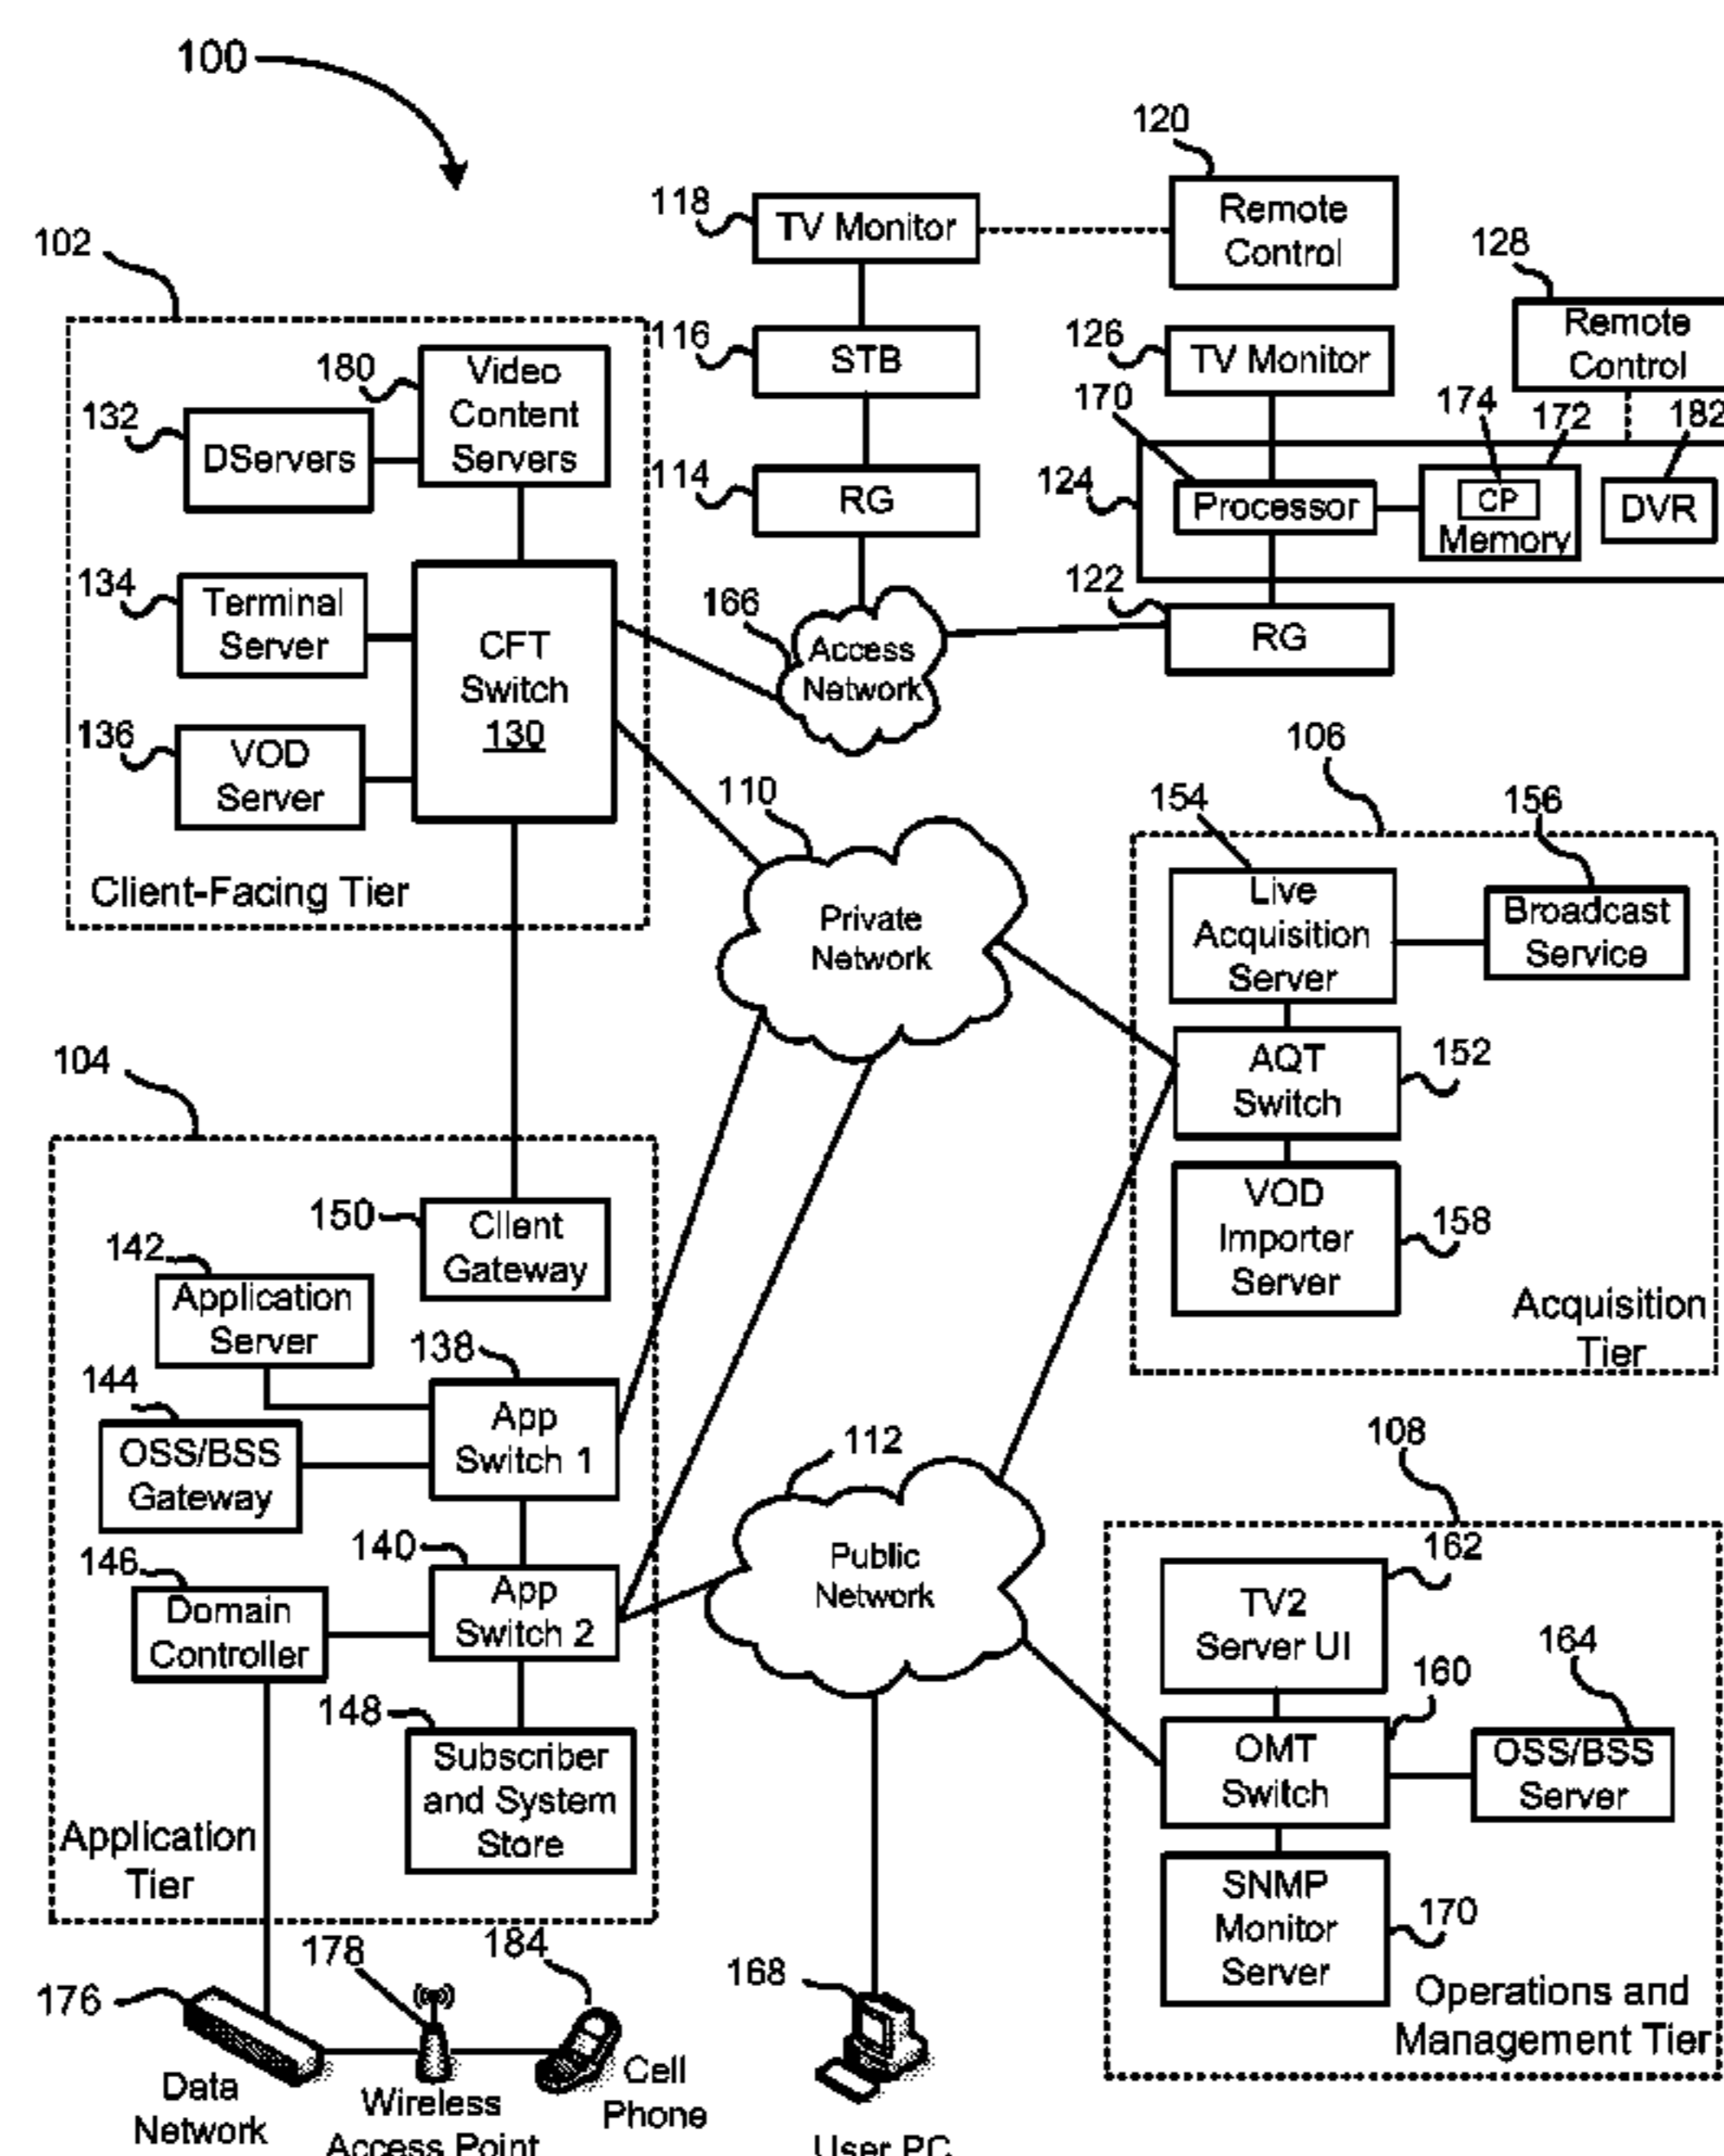 100
120
118
TV Monitor
Remote
Control
128
Remote
Control
102
116
STB
126
TV Monitor
180
Video
Content
Servers
132
DServers
170
174
172
182
114
RG
124
Processor
CP
Memory
DVR
134
Terminal
Server
CFT
Switch
130
166
Access
Network
122
RG
136
VOD
Server
Client-Facing Tier
110
Private
Network
106
154
156
Live
Acquisition
Server
Broadcast
Service
AQT
Switch
152
VOD
Importer
Server
158
Acquisition
Tier
104
150
Client
Gateway
142
Application
Server
138
App
Switch 1
144
OSS/BSS
Gateway
140
App
Switch 2
146
Domain
Controller
148
Subscriber
and System
Store
Application
Tier
112
Public
Network
108
162
TV2
Server UI
160
164
OMT
Switch
OSS/BSS
Server
SNMP
Monitor
Server
170
Operations and
Management Tier
176
Data
Network
178
Wireless
Access Point
184
Cell
Phone
168
User PC